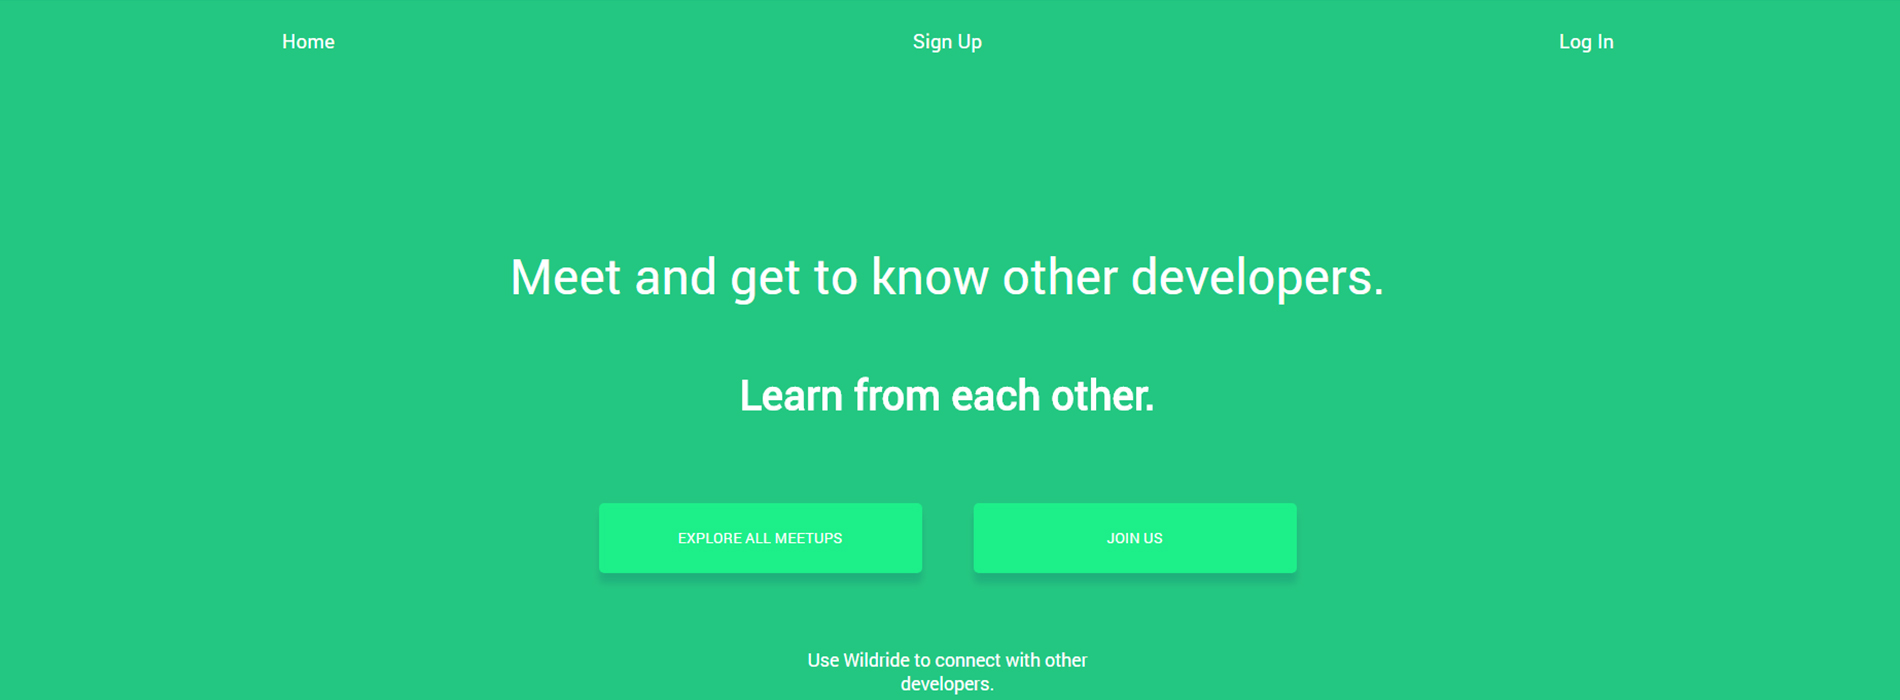 Home Sign Up Log In
Meet and get to know other developers.
Learn from each other.
EXPLORE ALL MEETUPS JOIN US
Use Wildride to connect with other
developers.